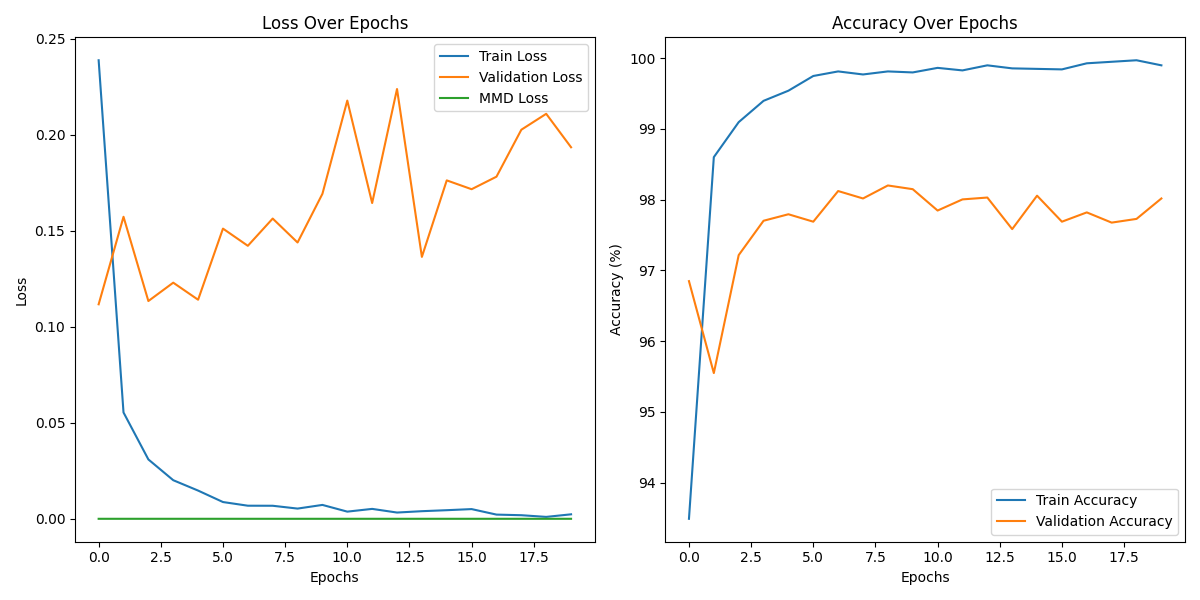 Loss Over Epochs
Train Loss
Validation Loss
MMD Loss
0.25
0.20
0.15
0.10
0.05
0.00
Loss
0.0 2.5 5.0 7.5 10.0 12.5 15.0 17.5
Epochs
Accuracy Over Epochs
100
99
98
97
96
95
94
Accuracy (%)
Train Accuracy
Validation Accuracy
0.0 2.5 5.0 7.5 10.0 12.5 15.0 17.5
Epochs